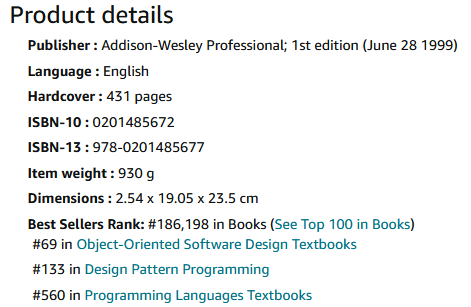 Product details
Publisher : Addison-Wesley Professional; 1st edition (June 28 1999)
Language : English
Hardcover : 431 pages
ISBN-10 : 0201485672
ISBN-13 : 978-0201485677
Item weight : 930 g
Dimensions : 2.54 x 19.05 x 23.5 cm
Best Sellers Rank: #186,198 in Books (See Top 100 in Books)
#69 in Object-Oriented Software Design Textbooks
#133 in Design Pattern Programming
#560 in Programming Languages Textbooks